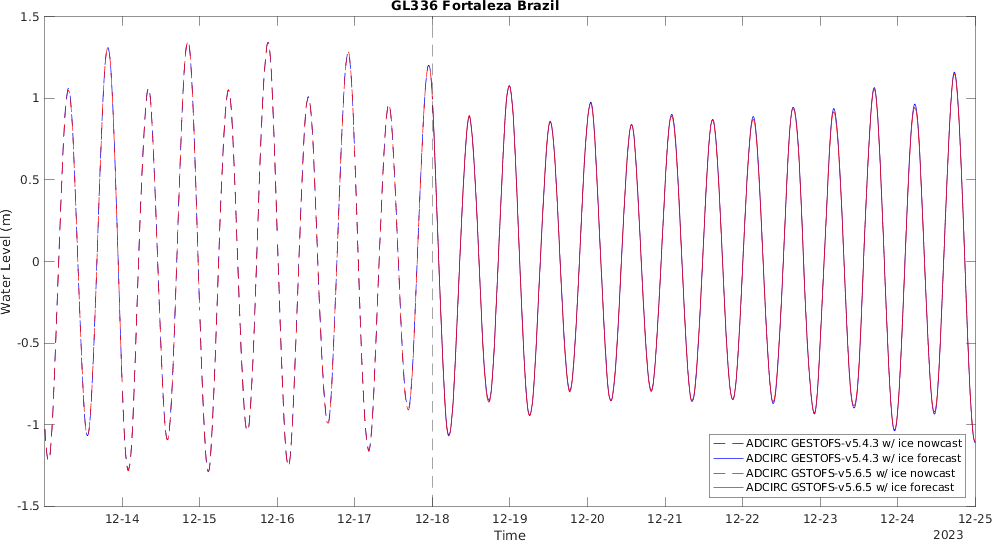 GL336 Fortaleza Brazil
1.5
1
0.5
0
-0.5
-1
-1.5
Water Level (m)
12-14
12-15
12-16
12-17
12-18
12-19
12-20
12-21
12-22
12-23
12-24
12-25
Time
2023
ADCIRC GESTOFS-v5.4.3 w/ ice nowcast
ADCIRC GESTOFS-v5.4.3 w/ ice forecast
ADCIRC GSTOFS-v5.6.5 w/ ice nowcast
ADCIRC GSTOFS-v5.6.5 w/ ice forecast